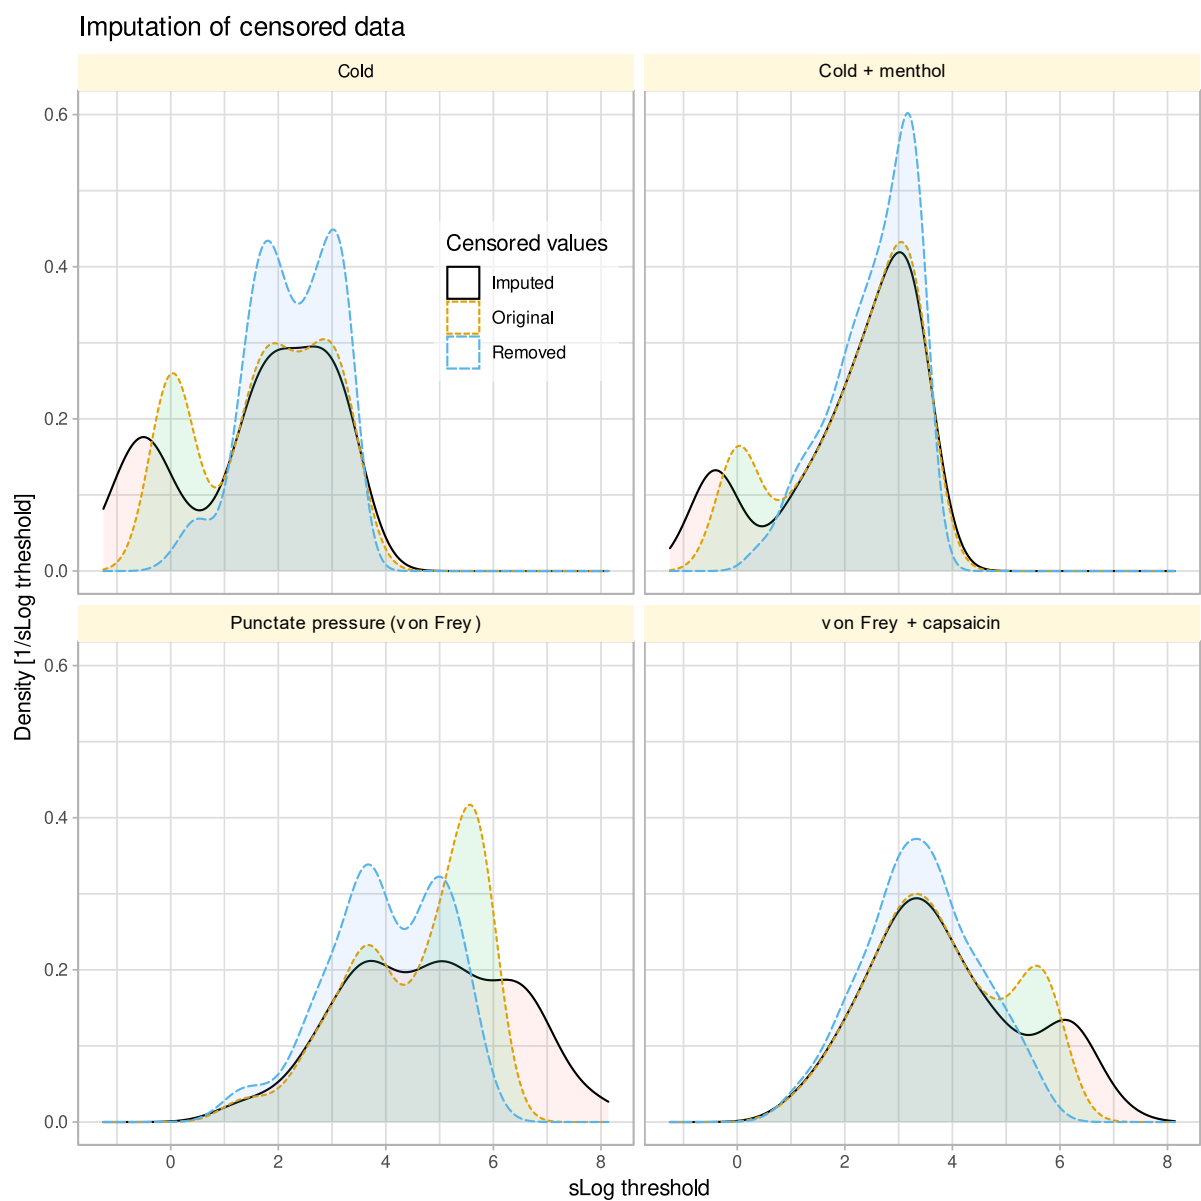 Imputation of censored data
Cold
Cold + menthol
0.6
0.4
0.2
0.0
Censored values
Imputed
Original
Removed
Density [1/sLog trheshold]
Punctate pressure (von Frey)
von Frey + capsaicin
0.6
0.4
0.2
0.0
0 2 4 6 8
0 2 4 6 8
sLog threshold